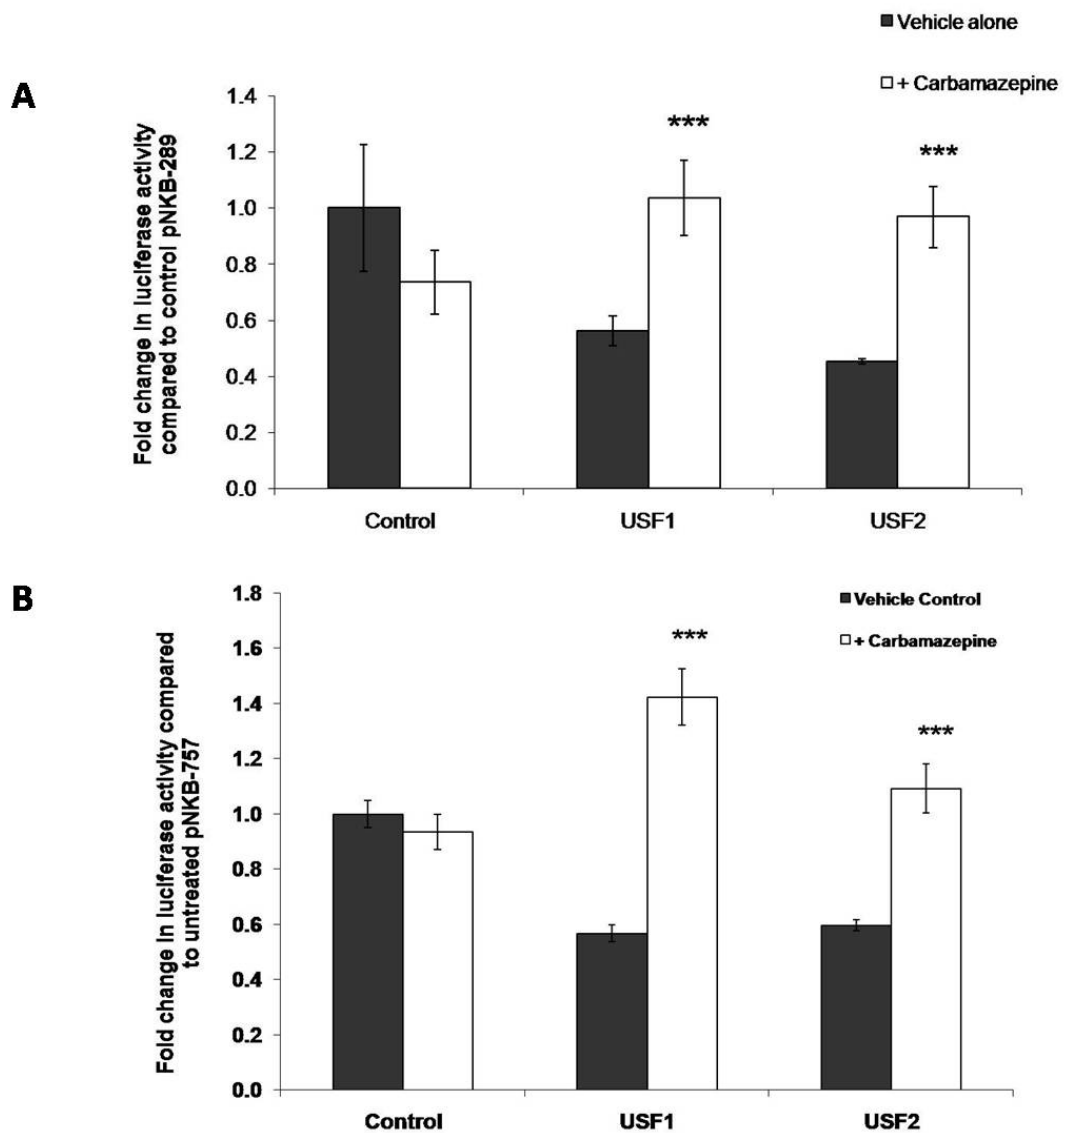 Vehicle alone
+ Carbamazepine
A
Fold change in luciferase activity
compared to control pNKB-289
1.4
1.2
1.0
0.8
0.6
0.4
0.2
0.0
***
***
Control
USF1
USF2
B
Fold change in luciferase activity compared
to untreated pNKB-757
1.8
1.6
1.4
1.2
1.0
0.8
0.6
0.4
0.2
0.0
Vehicle Control
+ Carbamazepine
***
***
Control
USF1
USF2